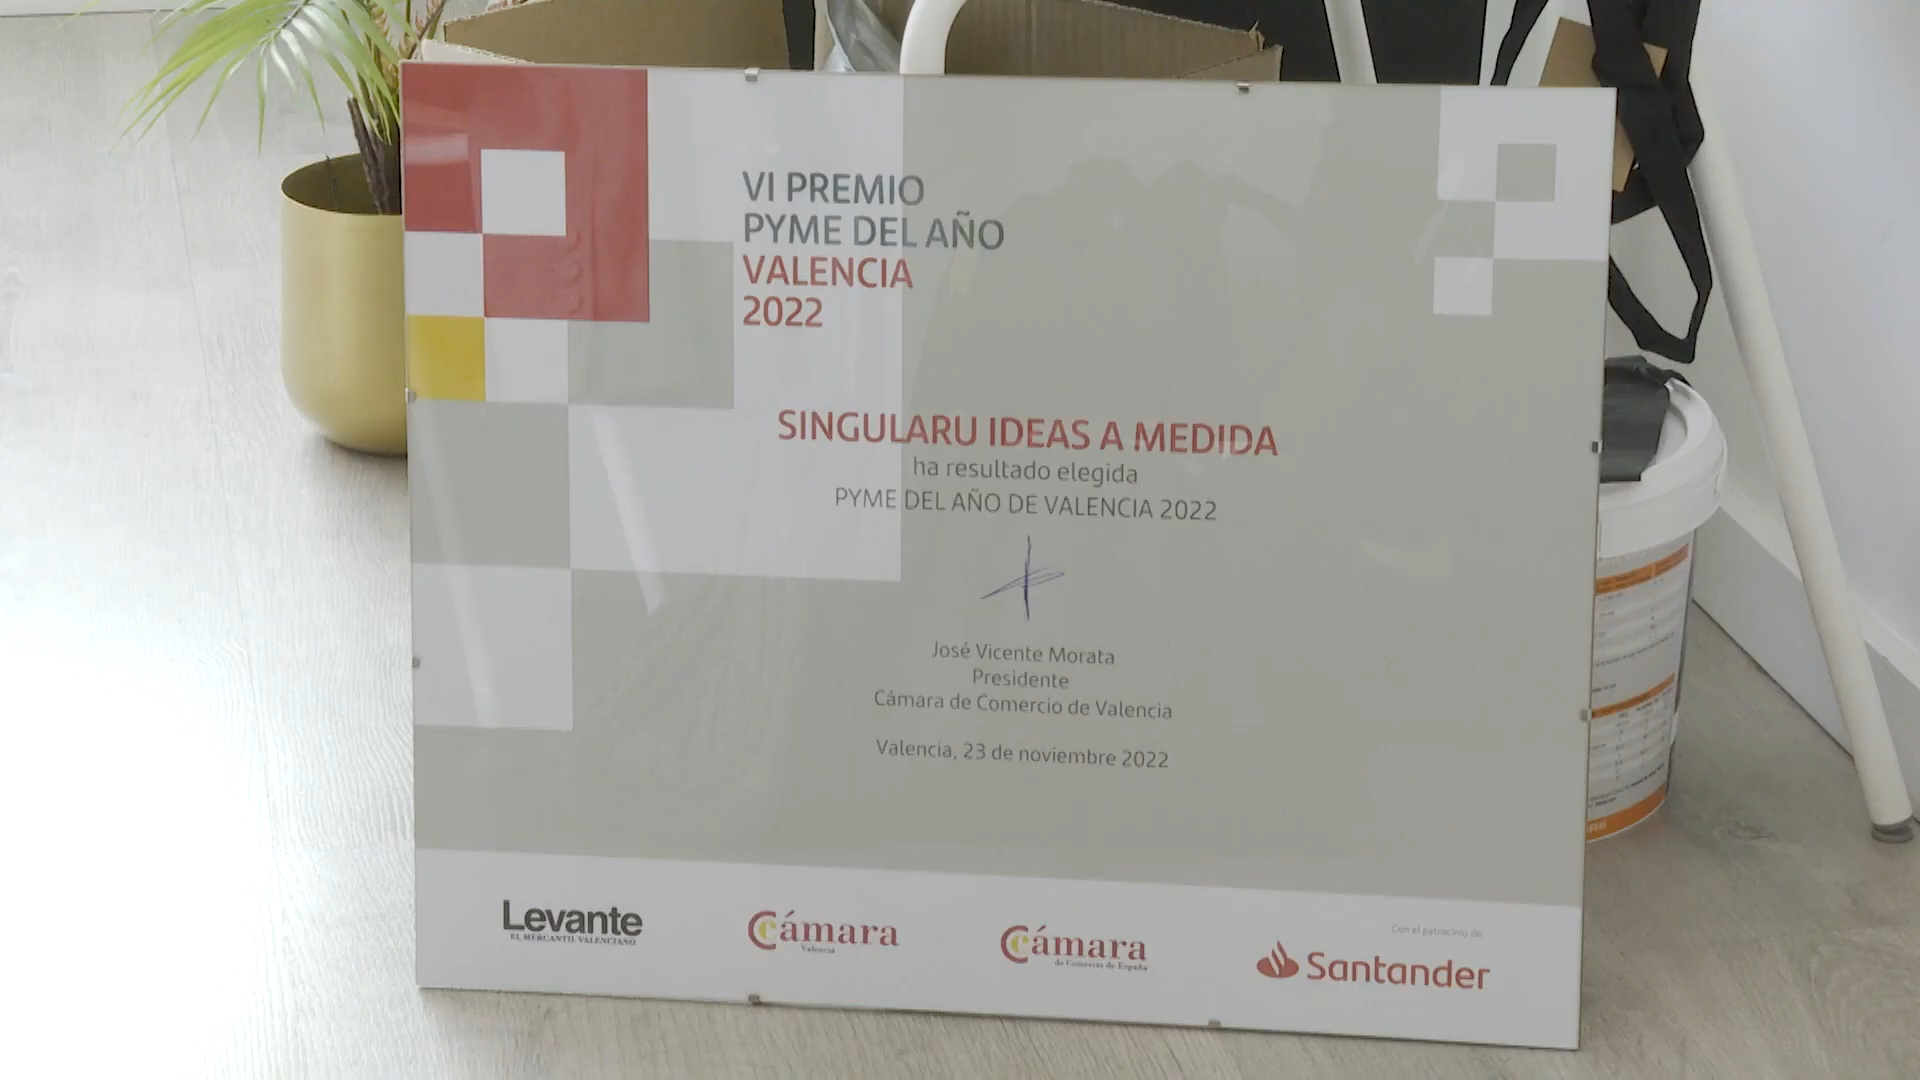 VI PREMIO
PYME DEL AÑO
VALENCIA
2022
SINGULARU IDEAS A MEDIDA
ha resultado elegida
PYME DEL AÑO DE VALENCIA 2022
José Vicente Morata
Presidente
Cámara de Comercio de Valencia
Valencia, 23 de noviembre 2022
Levante
EL MERCANTIL VALENCIANO
Cámara
Valencia
Cámara
de Comercio de España
Con el patrocinio de
Santander